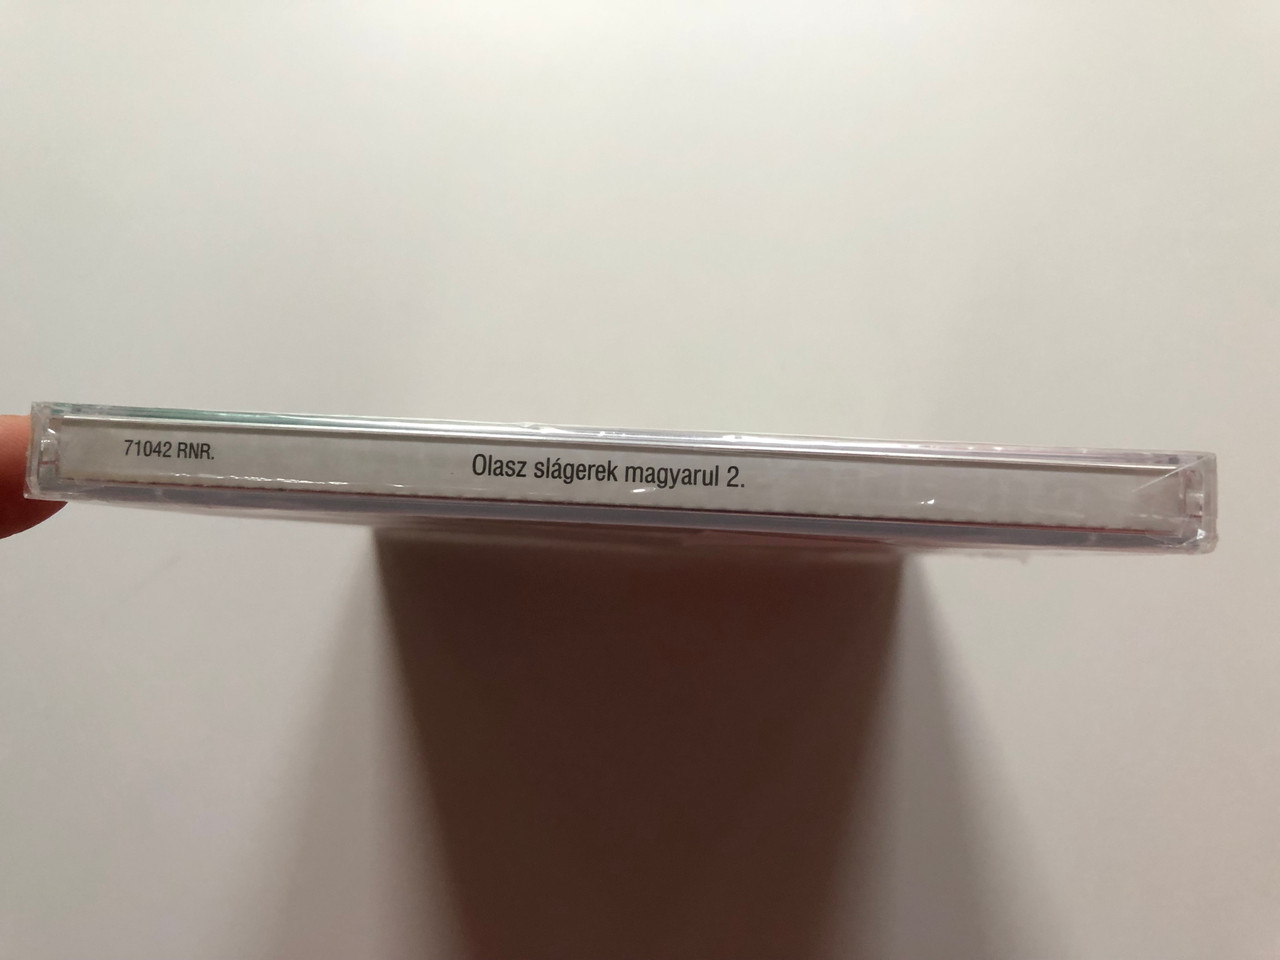 71042 RNR.
Olasz slágerek magyarul 2.